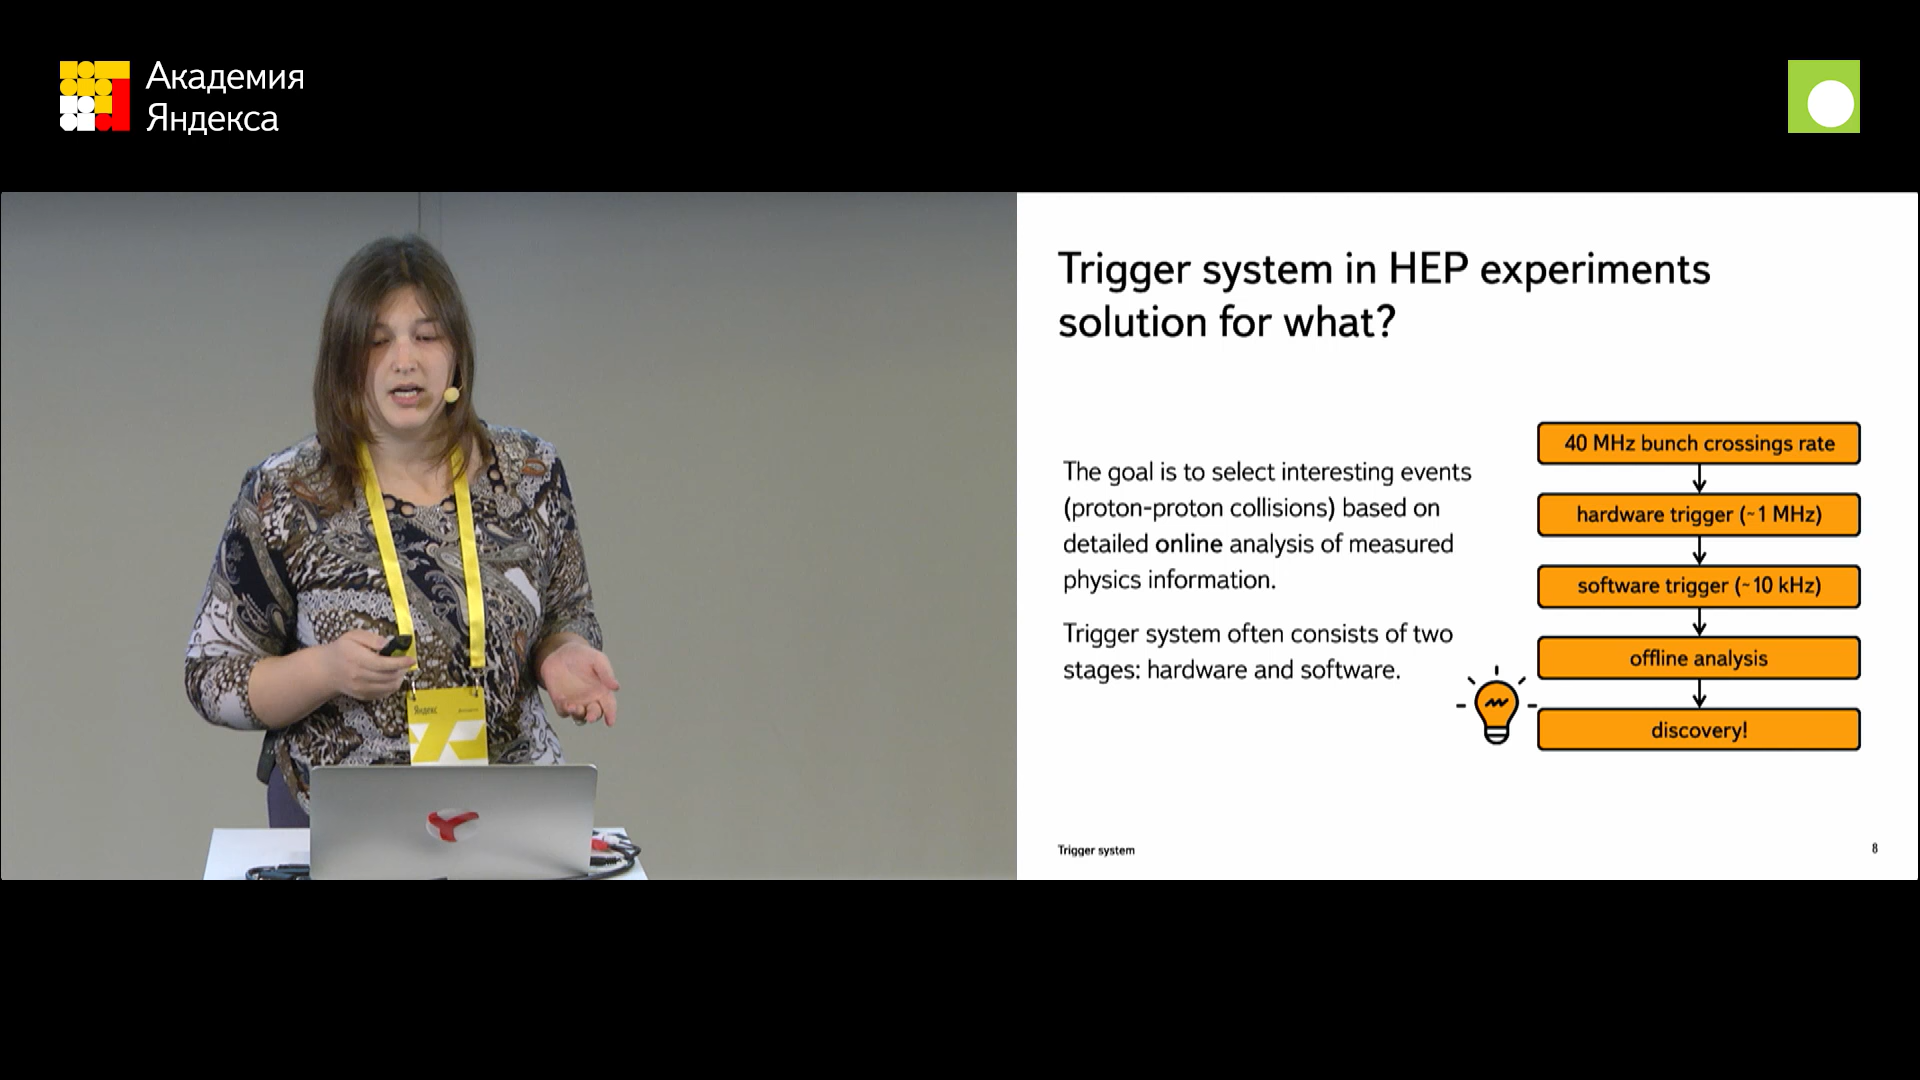 Академия
Яндекса
Trigger system in HEP experiments
solution for what?
The goal is to select interesting events
(proton-proton collisions) based on
detailed online analysis of measured
physics information.
Trigger system often consists of two
stages: hardware and software.
40 MHz bunch crossings rate
hardware trigger (~1 MHz)
software trigger (~10 kHz)
offline analysis
discovery!
Trigger system
8
Яндекс